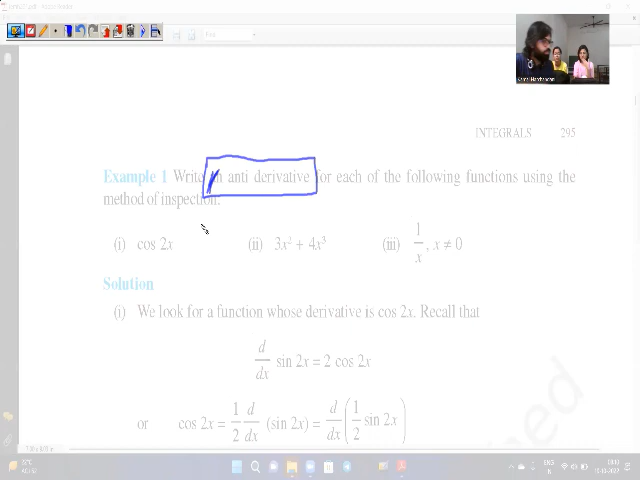 INTEGRALS 295
Example 1 Write an anti derivative for each of the following functions using the
method of inspection:
(i) cos 2x (ii) 3x² + 4x³ (iii) 1/x, x ≠ 0
Solution
(i) We look for a function whose derivative is cos 2x. Recall that
d/dx sin 2x = 2 cos 2x
or cos 2x = 1/2 d/dx (sin 2x) = d/dx (1/2 sin 2x)